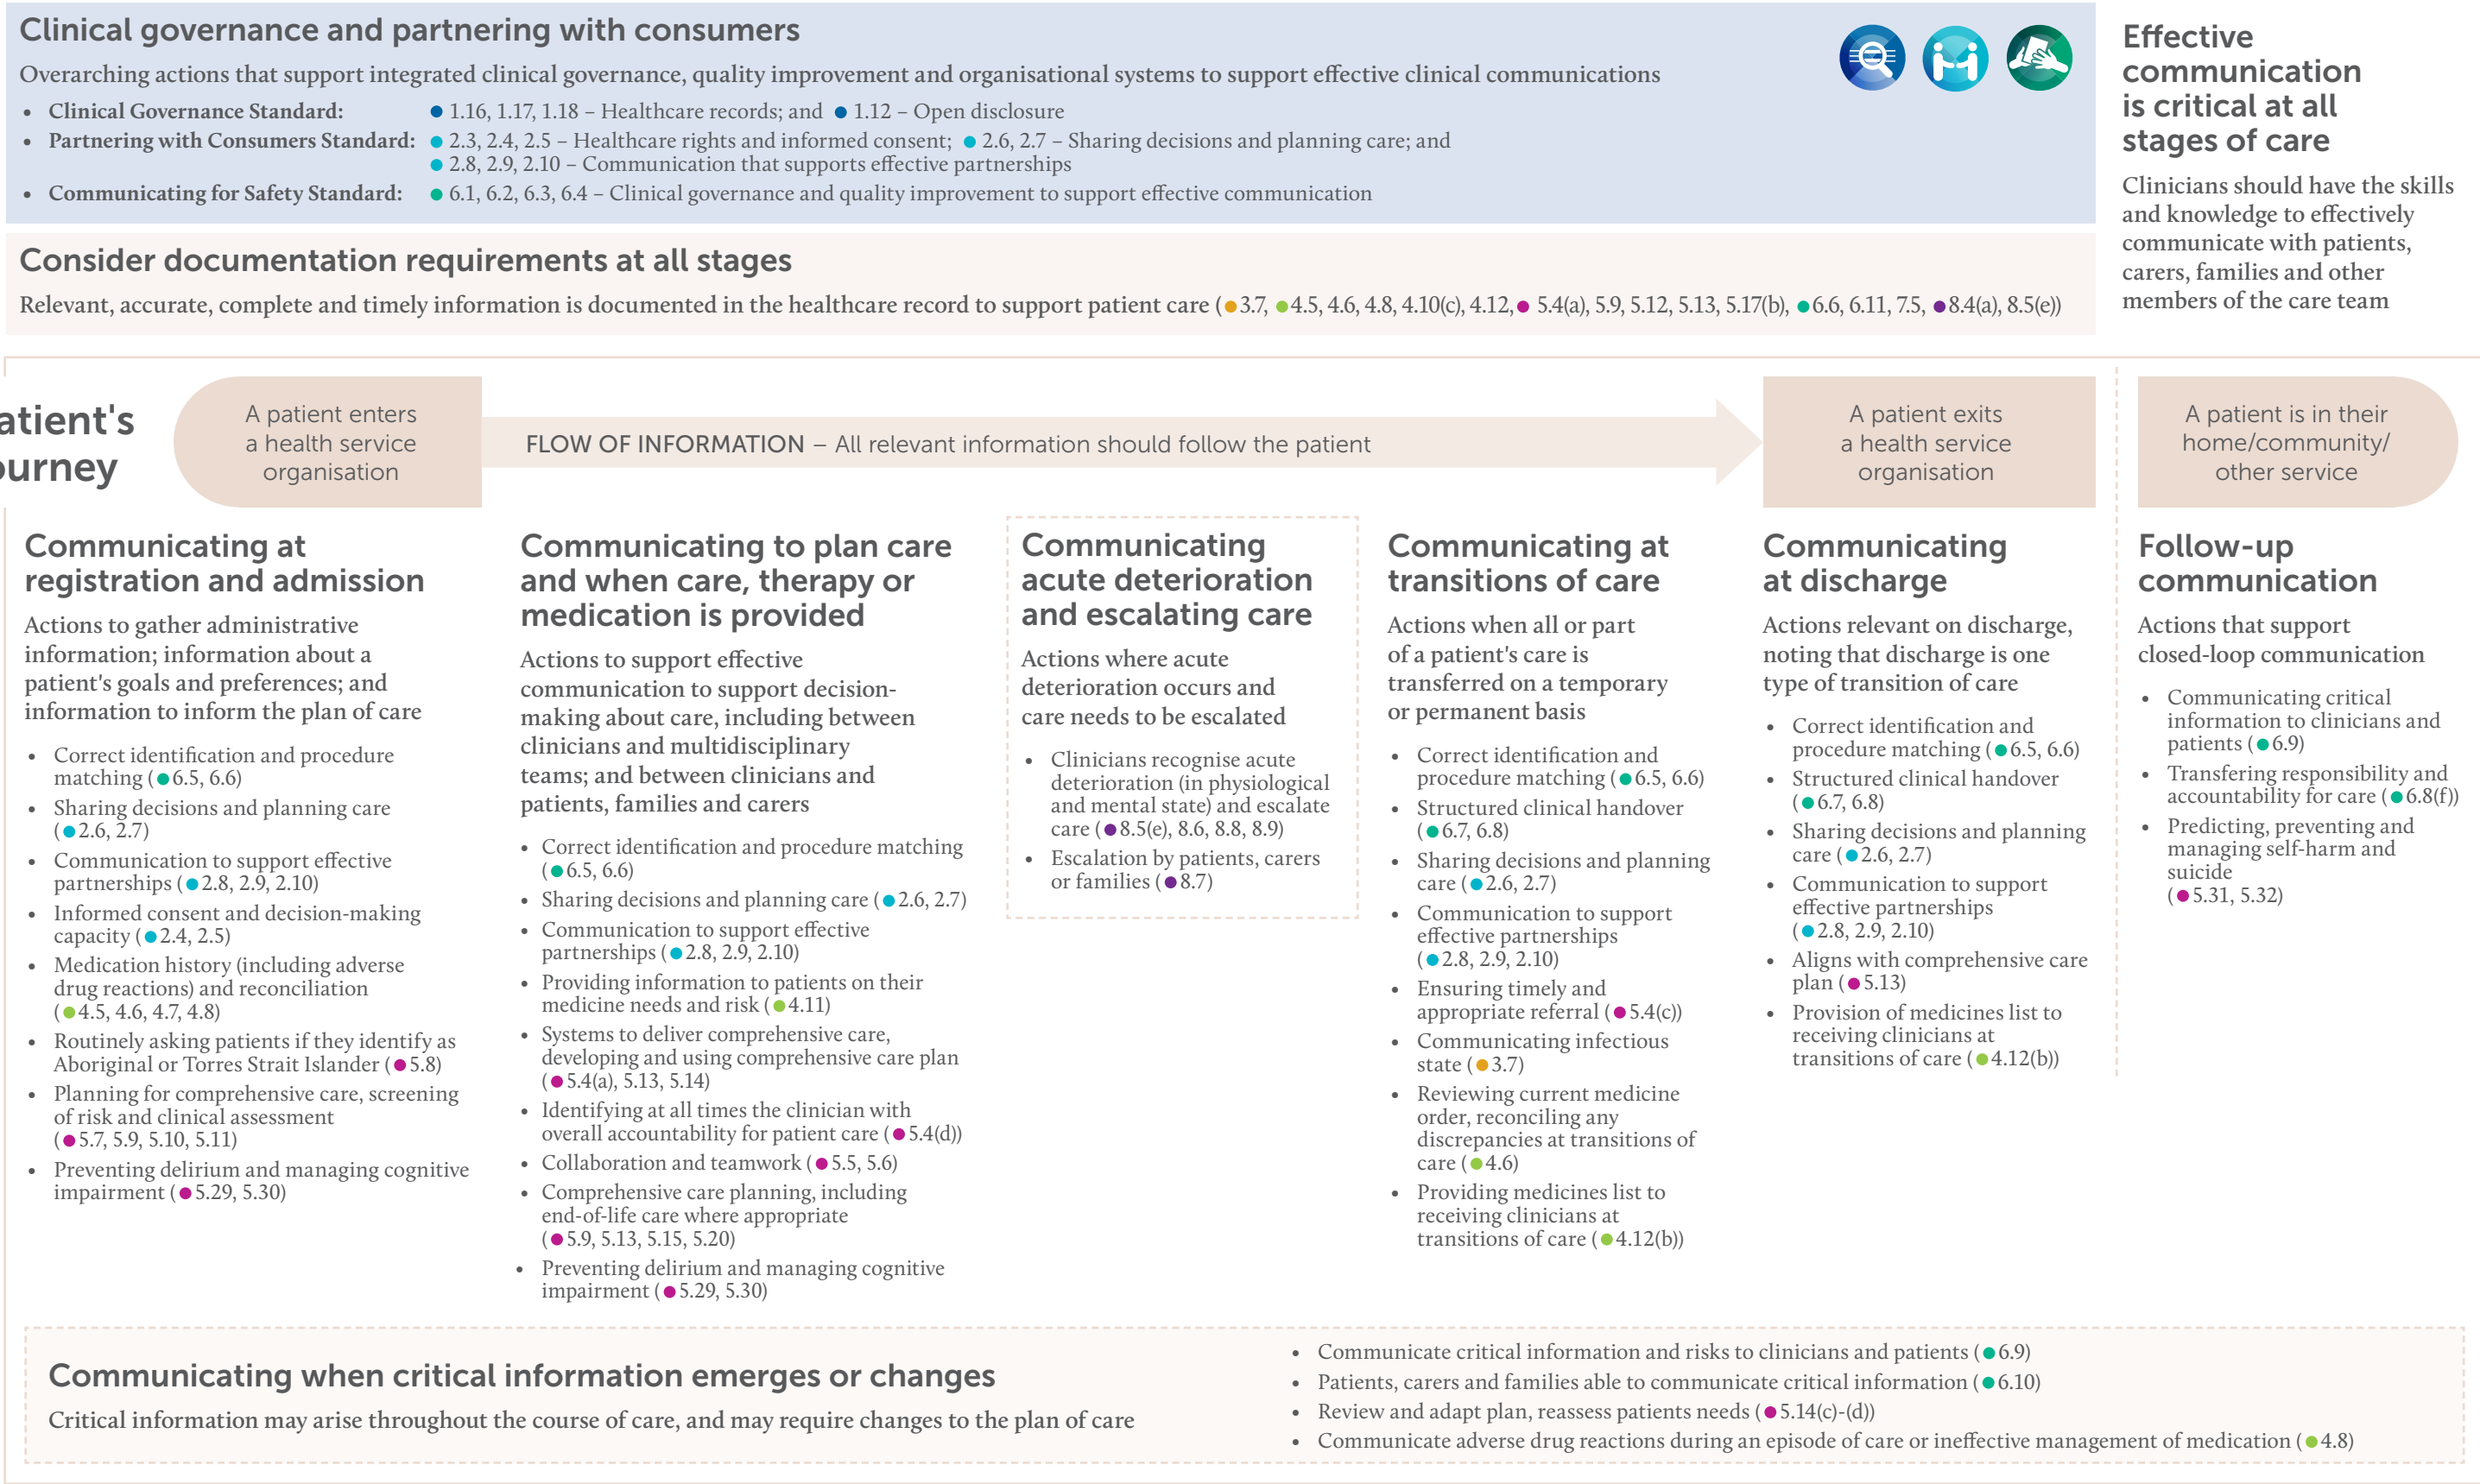 Clinical governance and partnering with consumers
Overarching actions that support integrated clinical governance, quality improvement and organisational systems to support effective clinical communications
• Clinical Governance Standard: ● 1.16, 1.17, 1.18 – Healthcare records; and ● 1.12 – Open disclosure
• Partnering with Consumers Standard: ● 2.3, 2.4, 2.5 – Healthcare rights and informed consent; ● 2.6, 2.7 – Sharing decisions and planning care; and
● 2.8, 2.9, 2.10 – Communication that supports effective partnerships
• Communicating for Safety Standard: ● 6.1, 6.2, 6.3, 6.4 – Clinical governance and quality improvement to support effective communication
Effective
communication
is critical at all
stages of care
Clinicians should have the skills
and knowledge to effectively
communicate with patients,
carers, families and other
members of the care team
Consider documentation requirements at all stages
Relevant, accurate, complete and timely information is documented in the healthcare record to support patient care (●3.7, ●4.5, 4.6, 4.8, 4.10(c), 4.12,● 5.4(a), 5.9, 5.12, 5.13, 5.17(b), ●6.6, 6.11, 7.5, ●8.4(a), 8.5(e))
atient's
ourney
A patient enters
a health service
organisation
FLOW OF INFORMATION – All relevant information should follow the patient
A patient exits
a health service
organisation
A patient is in their
home/community/
other service
Communicating at
registration and admission
Actions to gather administrative
information; information about a
patient's goals and preferences; and
information to inform the plan of care
• Correct identification and procedure
matching (●6.5, 6.6)
• Sharing decisions and planning care
(●2.6, 2.7)
• Communication to support effective
partnerships (●2.8, 2.9, 2.10)
• Informed consent and decision-making
capacity (●2.4, 2.5)
• Medication history (including adverse
drug reactions) and reconciliation
(●4.5, 4.6, 4.7, 4.8)
• Routinely asking patients if they identify as
Aboriginal or Torres Strait Islander (●5.8)
• Planning for comprehensive care, screening
of risk and clinical assessment
(●5.7, 5.9, 5.10, 5.11)
• Preventing delirium and managing cognitive
impairment (●5.29, 5.30)
Communicating to plan care
and when care, therapy or
medication is provided
Actions to support effective
communication to support decision-
making about care, including between
clinicians and multidisciplinary
teams; and between clinicians and
patients, families and carers
• Correct identification and procedure matching
(●6.5, 6.6)
• Sharing decisions and planning care (●2.6, 2.7)
• Communication to support effective
partnerships (●2.8, 2.9, 2.10)
• Providing information to patients on their
medicine needs and risk (●4.11)
• Systems to deliver comprehensive care,
developing and using comprehensive care plan
(●5.4(a), 5.13, 5.14)
• Identifying at all times the clinician with
overall accountability for patient care (●5.4(d))
• Collaboration and teamwork (●5.5, 5.6)
• Comprehensive care planning, including
end-of-life care where appropriate
(●5.9, 5.13, 5.15, 5.20)
• Preventing delirium and managing cognitive
impairment (●5.29, 5.30)
Communicating
acute deterioration
and escalating care
Actions where acute
deterioration occurs and
care needs to be escalated
• Clinicians recognise acute
deterioration (in physiological
and mental state) and escalate
care (●8.5(e), 8.6, 8.8, 8.9)
• Escalation by patients, carers
or families (●8.7)
Communicating at
transitions of care
Actions when all or part
of a patient's care is
transferred on a temporary
or permanent basis
• Correct identification and
procedure matching (●6.5, 6.6)
• Structured clinical handover
(●6.7, 6.8)
• Sharing decisions and planning
care (●2.6, 2.7)
• Communication to support
effective partnerships
(●2.8, 2.9, 2.10)
• Ensuring timely and
appropriate referral (●5.4(c))
• Communicating infectious
state (●3.7)
• Reviewing current medicine
order, reconciling any
discrepancies at transitions of
care (●4.6)
• Providing medicines list to
receiving clinicians at
transitions of care (●4.12(b))
Communicating
at discharge
Actions relevant on discharge,
noting that discharge is one
type of transition of care
• Correct identification and
procedure matching (●6.5, 6.6)
• Structured clinical handover
(●6.7, 6.8)
• Sharing decisions and planning
care (●2.6, 2.7)
• Communication to support
effective partnerships
(●2.8, 2.9, 2.10)
• Aligns with comprehensive care
plan (●5.13)
• Provision of medicines list to
receiving clinicians at
transitions of care (●4.12(b))
Follow-up
communication
Actions that support
closed-loop communication
• Communicating critical
information to clinicians and
patients (●6.9)
• Transfering responsibility and
accountability for care (●6.8(f))
• Predicting, preventing and
managing self-harm and
suicide
(●5.31, 5.32)
Communicating when critical information emerges or changes
Critical information may arise throughout the course of care, and may require changes to the plan of care
• Communicate critical information and risks to clinicians and patients (●6.9)
• Patients, carers and families able to communicate critical information (●6.10)
• Review and adapt plan, reassess patients needs (●5.14(c)-(d))
• Communicate adverse drug reactions during an episode of care or ineffective management of medication (●4.8)